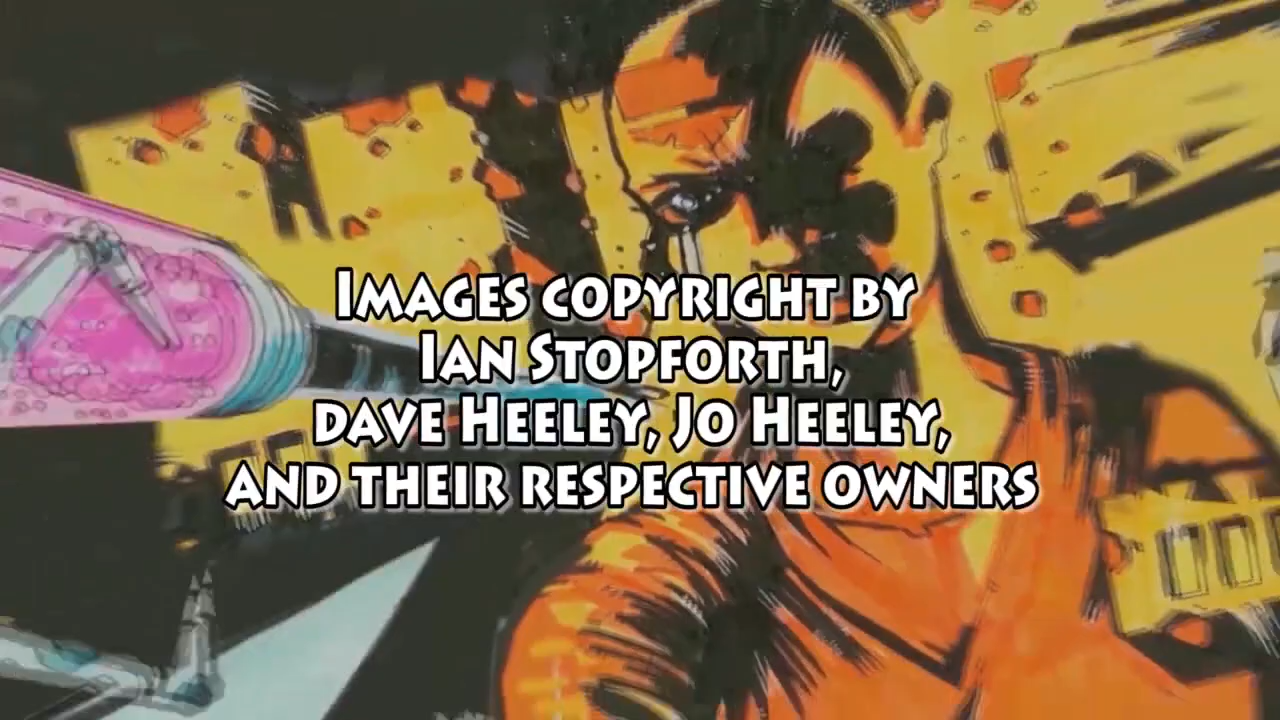 Images copyright by
Ian Stopforth,
Dave Heeley, Jo Heeley,
and their respective owners